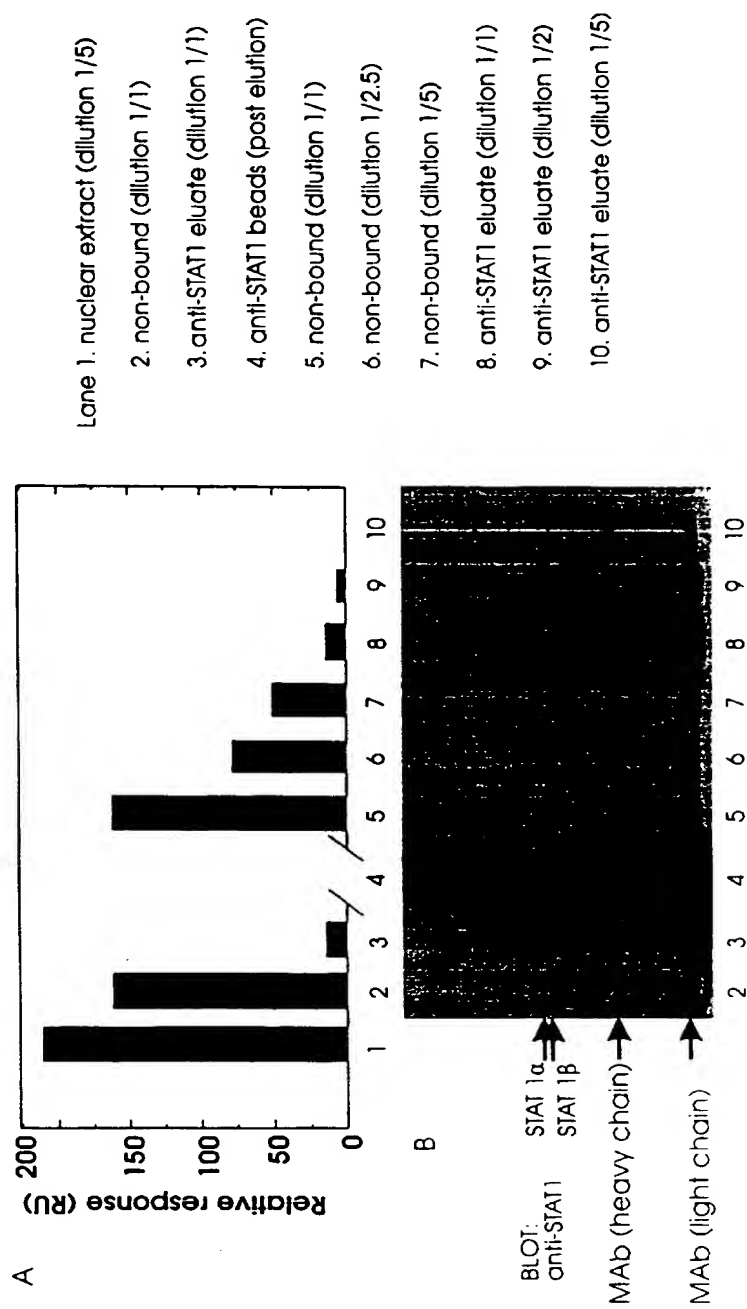 A
Relative response (RU)
200
150
100
50
0
1 2 3 4 5 6 7 8 9 10
B
BLOT:
anti-STAT1
STAT 1α
STAT 1β
MAb (heavy chain)
MAb (light chain)
2 3 4 5 6 7 8 9 10
Lane 1. nuclear extract (dilution 1/5)
2. non-bound (dilution 1/1)
3. anti-STAT1 eluate (dilution 1/1)
4. anti-STAT1 beads (post elution)
5. non-bound (dilution 1/1)
6. non-bound (dilution 1/2.5)
7. non-bound (dilution 1/5)
8. anti-STAT1 eluate (dilution 1/1)
9. anti-STAT1 eluate (dilution 1/2)
10. anti-STAT1 eluate (dilution 1/5)